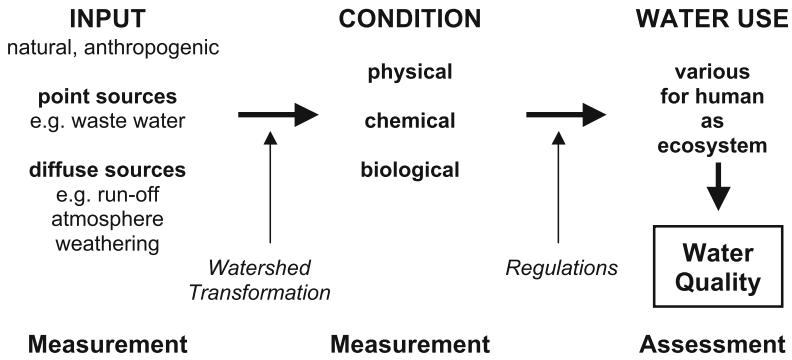 INPUT
natural, anthropogenic
point sources
e.g. waste water
diffuse sources
e.g. run-off
atmosphere
weathering
Watershed
Transformation
CONDITION
physical
chemical
biological
Regulations
WATER USE
various
for human
as
ecosystem
Water
Quality
Measurement
Measurement
Assessment